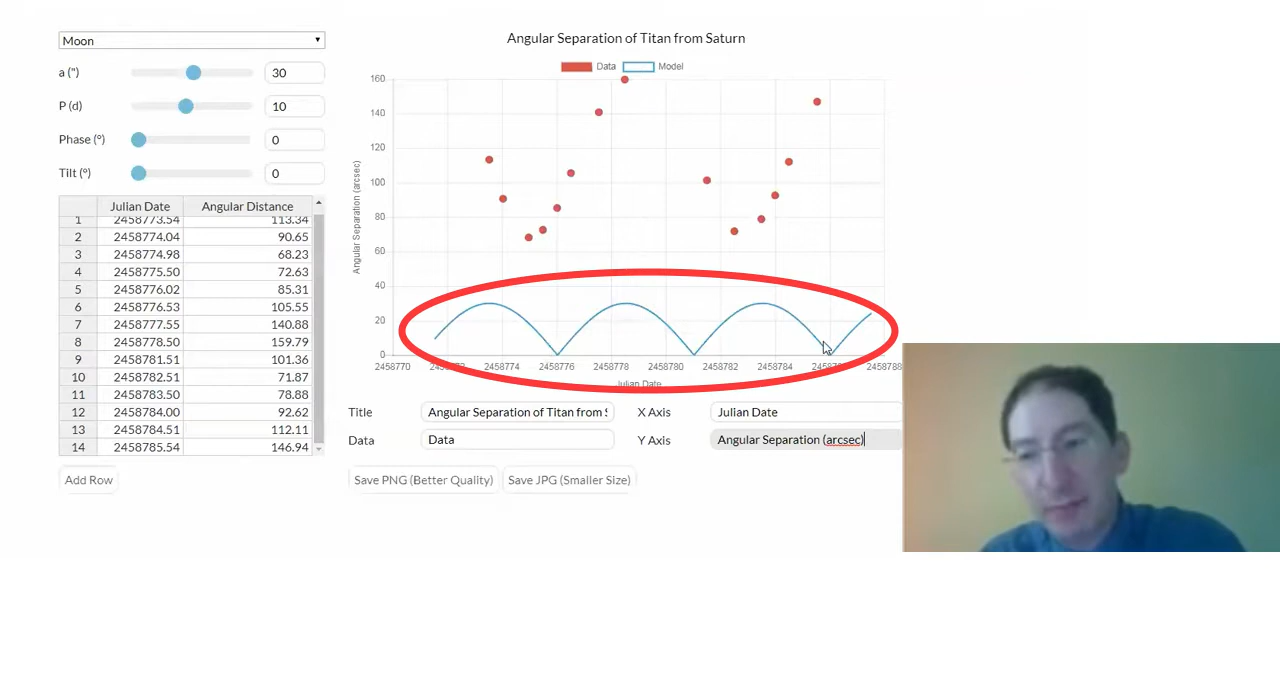 Moon
a (") 30
P (d) 10
Phase (°) 0
Tilt (°) 0
Julian Date Angular Distance
1 2458773.54 113.34
2 2458774.04 90.65
3 2458774.98 68.23
4 2458775.50 72.63
5 2458776.02 85.31
6 2458776.53 105.55
7 2458777.55 140.88
8 2458778.50 159.79
9 2458781.51 101.36
10 2458782.51 71.87
11 2458783.50 78.88
12 2458784.00 92.62
13 2458784.51 112.11
14 2458785.54 146.94
Add Row
Angular Separation of Titan from Saturn
Data Model
Angular Separation (arcsec)
160
140
120
100
80
60
40
20
0
2458770 2458774 2458776 2458778 2458780 2458782 2458784 2458788
Julian Date
Title Angular Separation of Titan from S X Axis Julian Date
Data Data Y Axis Angular Separation (arcsec)
Save PNG (Better Quality) Save JPG (Smaller Size)